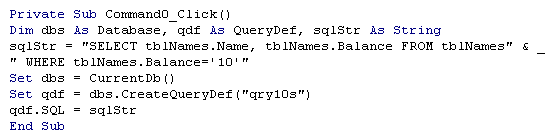 Private Sub Command0_Click()
Dim dbs As Database, qdf As QueryDef, sqlStr As String
sqlStr = "SELECT tblNames.Name, tblNames.Balance FROM tblNames" & _
" WHERE tblNames.Balance='10'"
Set dbs = CurrentDb()
Set qdf = dbs.CreateQueryDef("qry10s")
qdf.SQL = sqlStr
End Sub